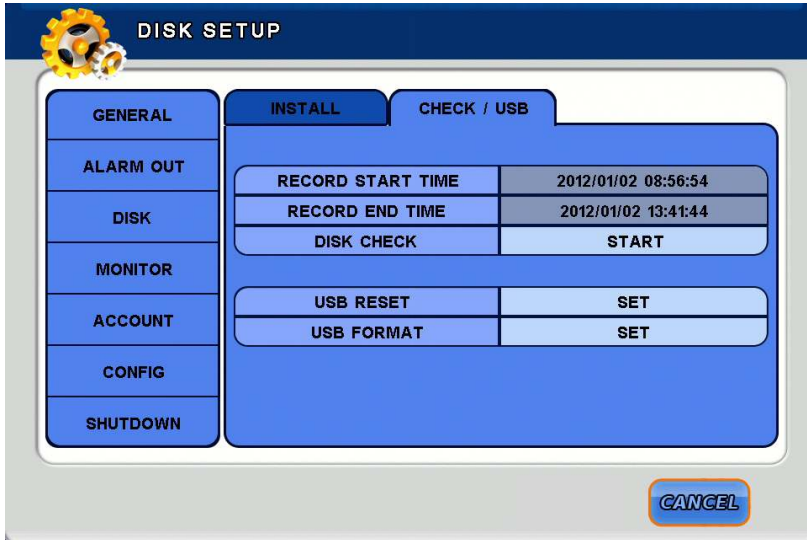 DISK SETUP
GENERAL
ALARM OUT
DISK
MONITOR
ACCOUNT
CONFIG
SHUTDOWN
INSTALL CHECK / USB
RECORD START TIME 2012/01/02 08:56:54
RECORD END TIME 2012/01/02 13:41:44
DISK CHECK START
USB RESET SET
USB FORMAT SET
CANCEL